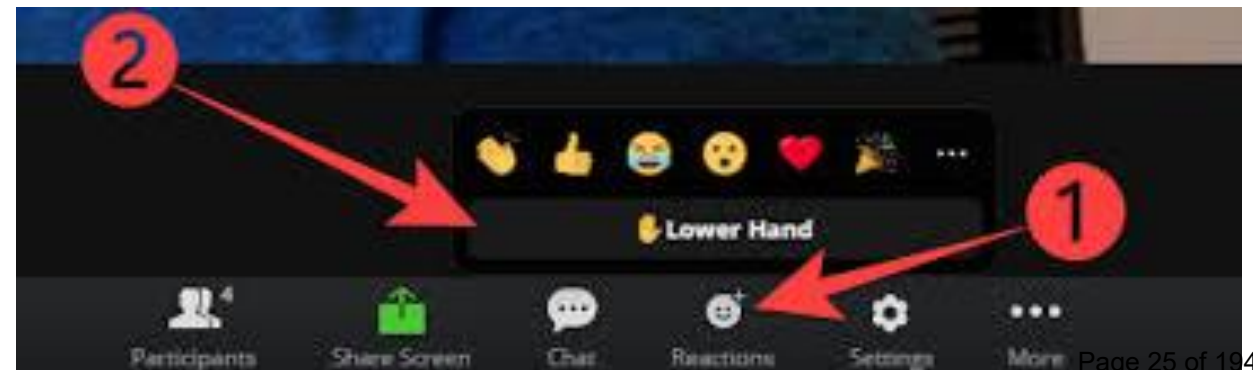 2
1
Lower Hand
4
Participants Share Screen Chat Reactions Settings More
Page 25 of 194